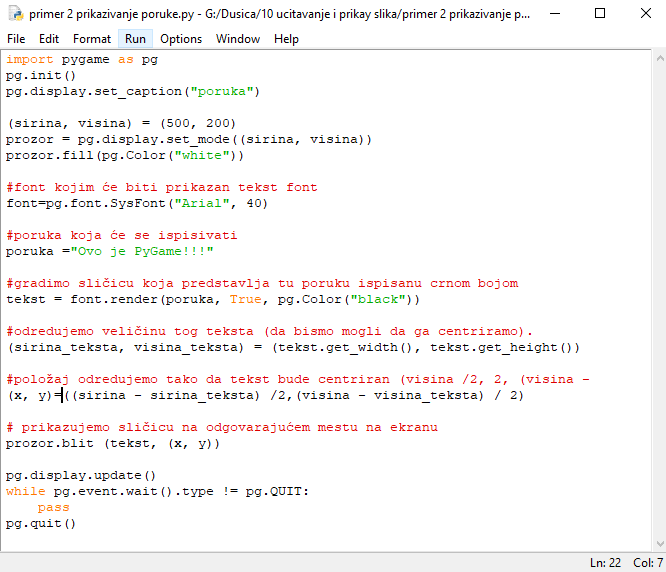 primer 2 prikazivanje poruke.py - G:/Dusica/10 ucitavanje i prikay slika/primer 2 prikazivanje p...
File Edit Format Run Options Window Help
import pygame as pg
pg.init()
pg.display.set_caption("poruka")
(sirina, visina) = (500, 200)
prozor = pg.display.set_mode((sirina, visina))
prozor.fill(pg.Color("white"))
#font kojim će biti prikazan tekst font
font=pg.font.SysFont("Arial", 40)
#poruka koja će se ispisivati
poruka ="Ovo je PyGame!!!"
#gradimo sličicu koja predstavlja tu poruku ispisanu crnom bojom
tekst = font.render(poruka, True, pg.Color("black"))
#odredujemo veličinu tog teksta (da bismo mogli da ga centriramo).
(sirina_teksta, visina_teksta) = (tekst.get_width(), tekst.get_height())
#položaj odredujemo tako da tekst bude centriran (visina /2, 2, (visina -
(x, y)=((sirina - sirina_teksta) /2,(visina - visina_teksta) / 2)
# prikazujemo sličicu na odgovarajućem mestu na ekranu
prozor.blit (tekst, (x, y))
pg.display.update()
while pg.event.wait().type != pg.QUIT:
    pass
pg.quit()
Ln: 22 Col: 7